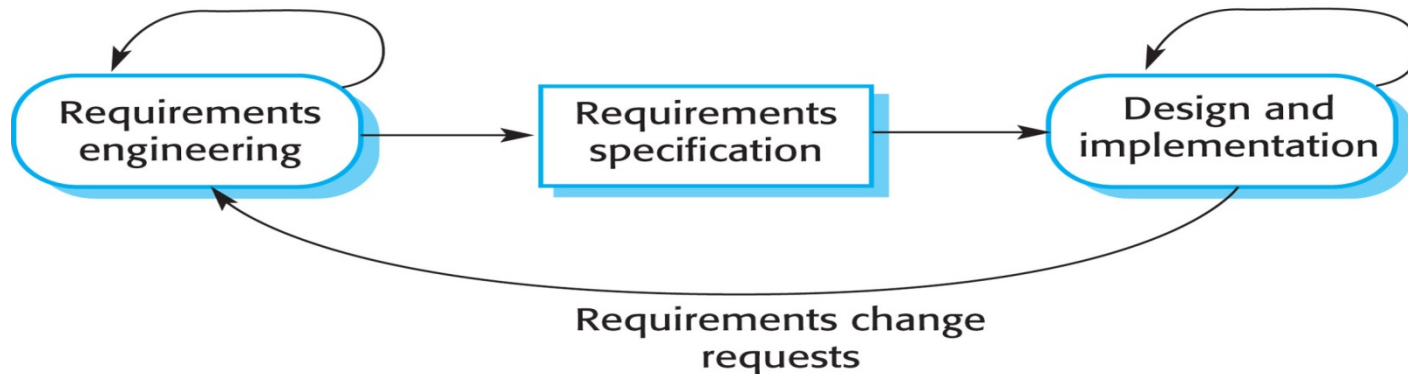 Requirements
engineering
Requirements
specification
Design and
implementation
Requirements change
requests